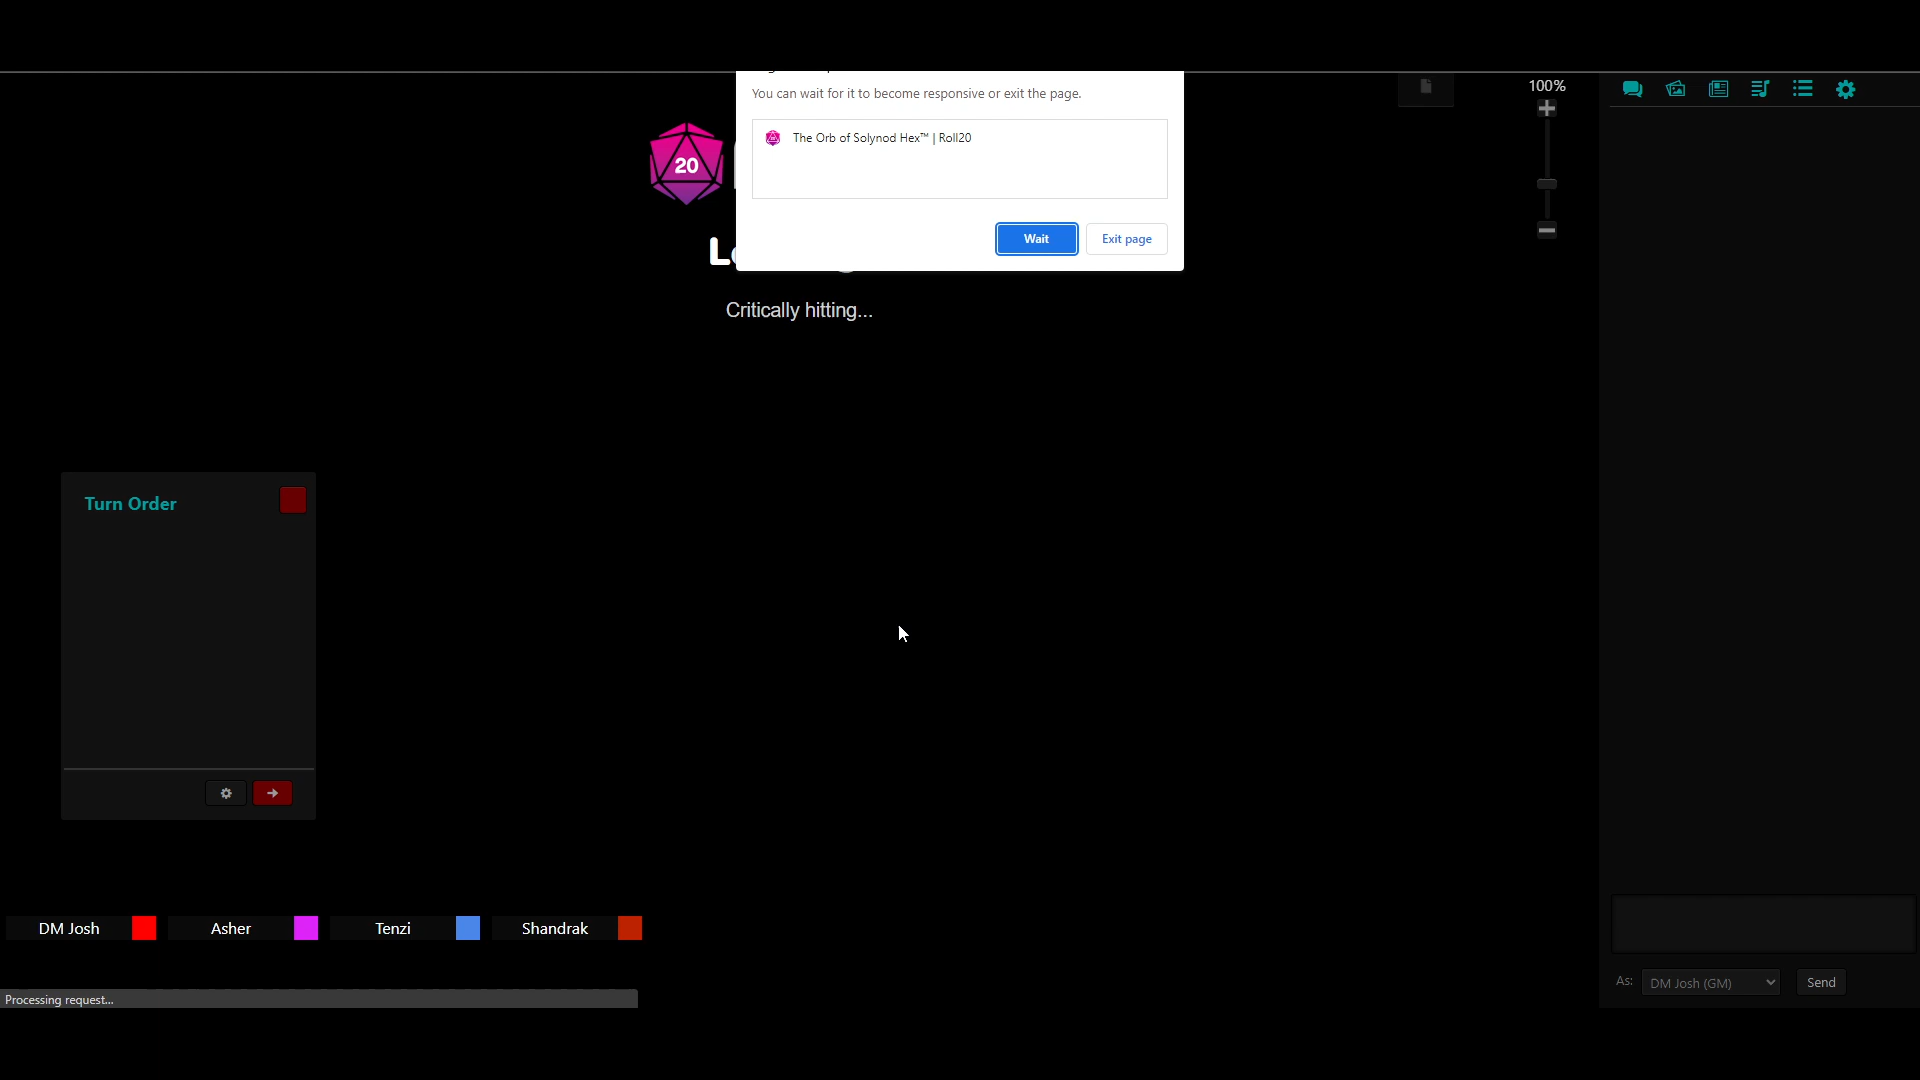 You can wait for it to become responsive or exit the page.
100%
The Orb of Solynod Hex™ | Roll20
20
Wait
Exit page
Critically hitting...
Turn Order
DM Josh
Asher
Tenzi
Shandrak
As:
DM Josh (GM)
Send
Processing request...